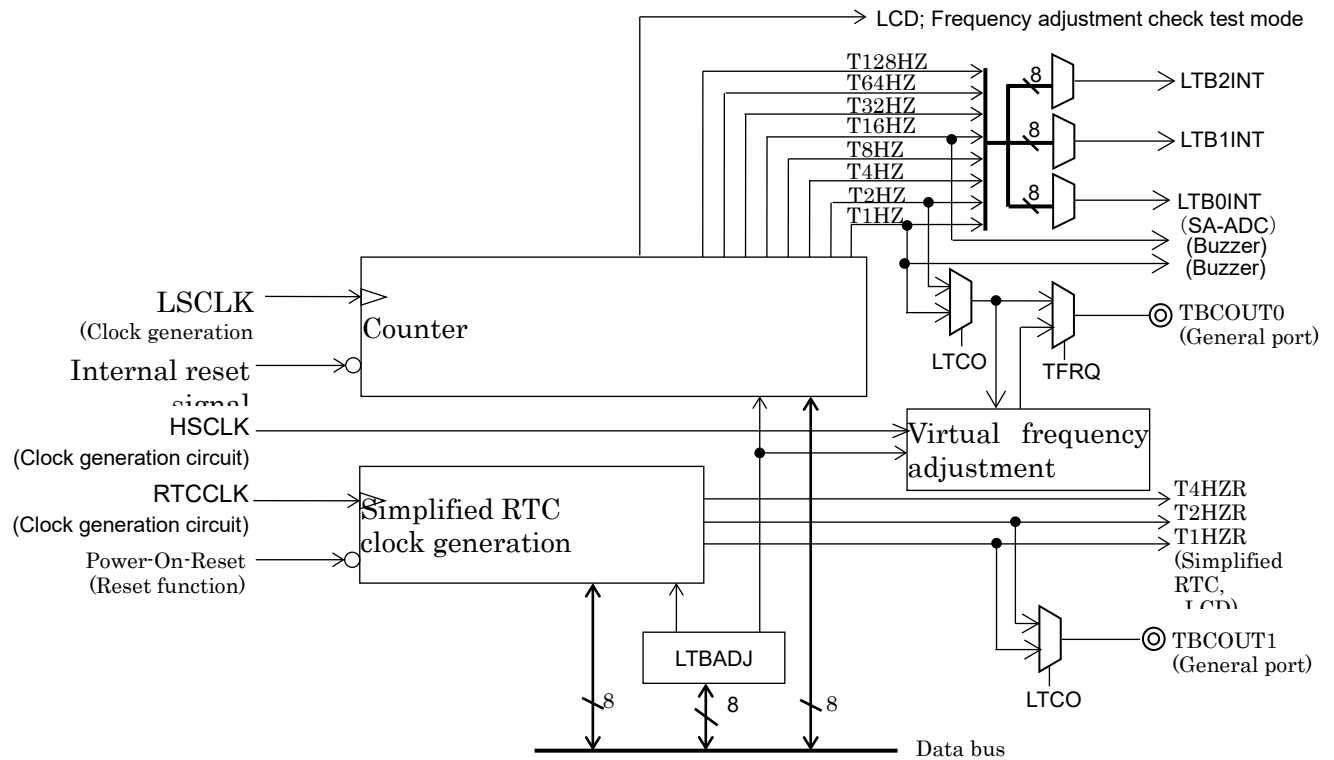 LCD; Frequency adjustment check test mode
T128HZ
T64HZ
T32HZ
T16HZ
T8HZ
T4HZ
T2HZ
T1HZ
8
8
8
LTB2INT
LTB1INT
LTB0INT
(SA-ADC)
(Buzzer)
(Buzzer)
LSCLK
(Clock generation
Counter
Internal reset
signal
LTCO
TFRQ
TBCOUT0
(General port)
HSCLK
(Clock generation circuit)
Virtual frequency
adjustment
RTCCLK
(Clock generation circuit)
Simplified RTC
clock generation
Power-On-Reset
(Reset function)
T4HZR
T2HZR
T1HZR
(Simplified
RTC,
LCD)
LTBADJ
TBCOUT1
(General port)
LTCO
8
8
8
Data bus